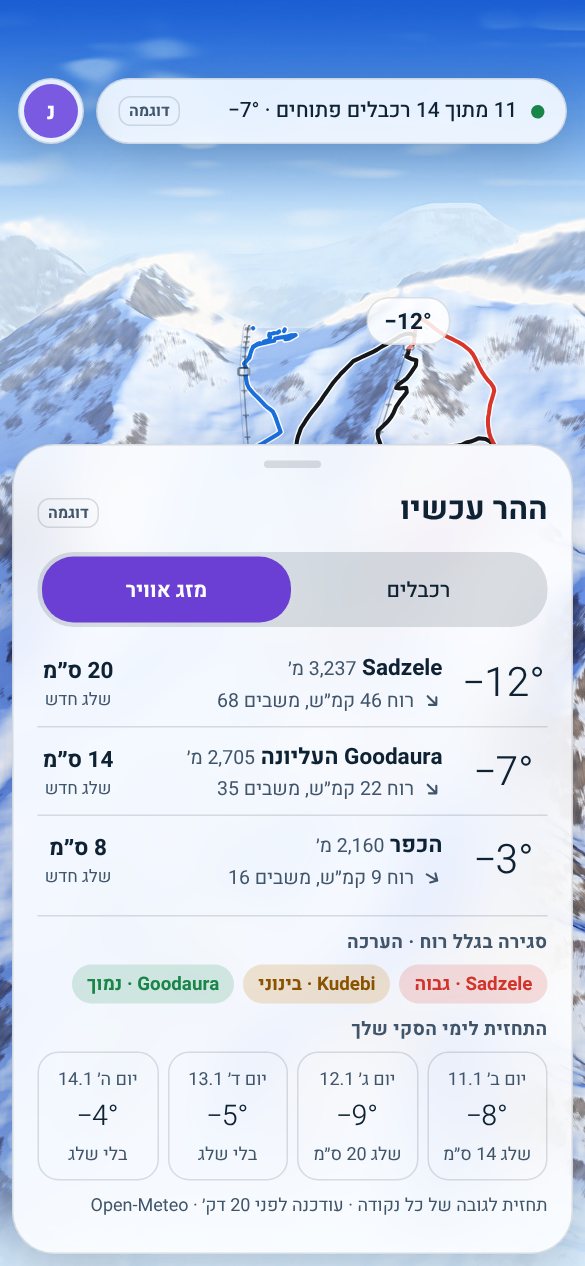 11 מתוך 14 רכבלים פתוחים · −7° דוגמה
נ
−12°
ההר עכשיו
דוגמה
רכבלים
מזג אוויר
−12°
Sadzele 3,237 מ׳
↘ רוח 46 קמ״ש, משבים 68
20 ס״מ
שלג חדש
−7°
Goodaura העליונה 2,705 מ׳
↘ רוח 22 קמ״ש, משבים 35
14 ס״מ
שלג חדש
−3°
הכפר 2,160 מ׳
↘ רוח 9 קמ״ש, משבים 16
8 ס״מ
שלג חדש
סגירה בגלל רוח · הערכה
Sadzele · גבוה
Kudebi · בינוני
Goodaura · נמוך
התחזית לימי הסקי שלך
יום ב׳ 11.1
−8°
שלג 14 ס״מ
יום ג׳ 12.1
−9°
שלג 20 ס״מ
יום ד׳ 13.1
−5°
בלי שלג
יום ה׳ 14.1
−4°
בלי שלג
תחזית לגובה של כל נקודה · עודכנה לפני 20 דק׳ · Open-Meteo